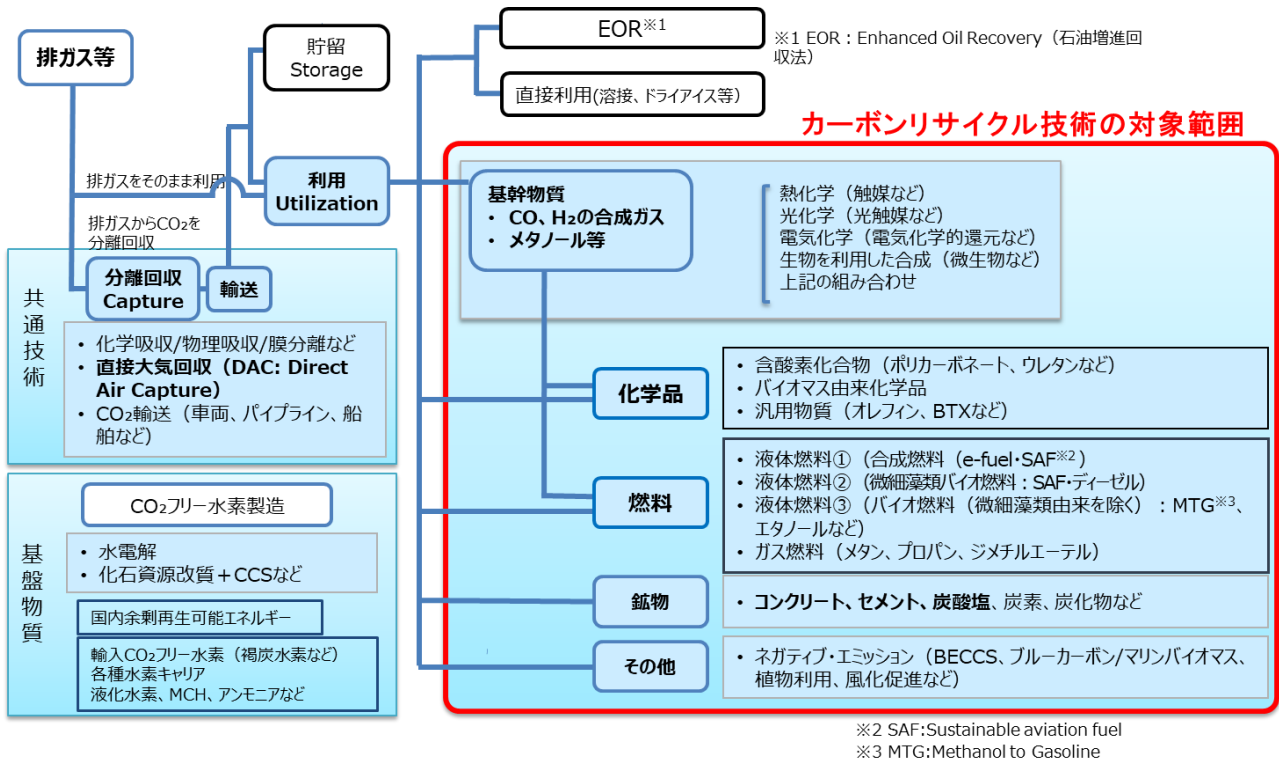 排ガス等
貯留
Storage
EOR※1
※1 EOR：Enhanced Oil Recovery（石油増進回
収法）
直接利用(溶接、ドライアイス等）
カーボンリサイクル技術の対象範囲
排ガスをそのまま利用
利用
Utilization
排ガスからCO₂を
分離回収
基幹物質
・ CO、H₂の合成ガス
・ メタノール等
熱化学（触媒など）
光化学（光触媒など）
電気化学（電気化学的還元など）
生物を利用した合成（微生物など）
上記の組み合わせ
共通技術
分離回収
Capture
輸送
・ 化学吸収/物理吸収/膜分離など
・ 直接大気回収（DAC: Direct
Air Capture）
・ CO₂輸送（車両、パイプライン、船
舶など）
化学品
・ 含酸素化合物（ポリカーボネート、ウレタンなど）
・ バイオマス由来化学品
・ 汎用物質（オレフィン、BTXなど）
燃料
・ 液体燃料①（合成燃料（e-fuel・SAF※2）
・ 液体燃料②（微細藻類バイオ燃料：SAF・ディーゼル）
・ 液体燃料③（バイオ燃料（微細藻類由来を除く）：MTG※3、
エタノールなど）
・ ガス燃料（メタン、プロパン、ジメチルエーテル）
基盤物質
CO₂フリー水素製造
・ 水電解
・ 化石資源改質＋CCSなど
国内余剰再生可能エネルギー
輸入CO₂フリー水素（褐炭水素など）
各種水素キャリア
液化水素、MCH、アンモニアなど
鉱物
・ コンクリート、セメント、炭酸塩、炭素、炭化物など
その他
・ ネガティブ・エミッション（BECCS、ブルーカーボン/マリンバイオマス、
植物利用、風化促進など）
※2 SAF:Sustainable aviation fuel
※3 MTG:Methanol to Gasoline